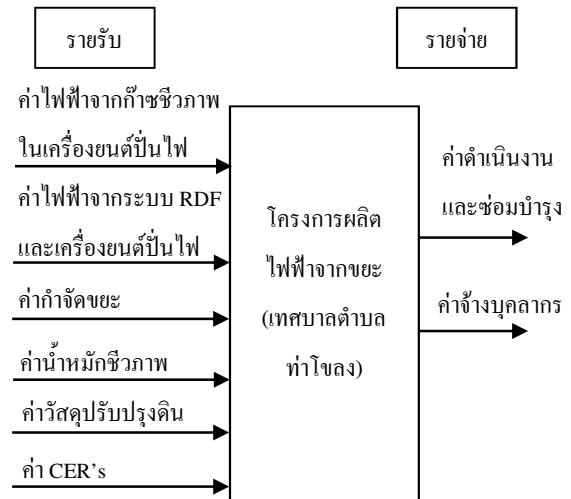 รายรับ
รายจ่าย
ค่าไฟฟ้าจากก๊าซชีวภาพ
ในเครื่องยนต์ปั่นไฟ
ค่าไฟฟ้าจากระบบ RDF
และเครื่องยนต์ปั่นไฟ
ค่ากำจัดขยะ
ค่าน้ำหมักชีวภาพ
ค่าวัสดุปรับปรุงดิน
ค่า CER's
โครงการผลิต
ไฟฟ้าจากขยะ
(เทศบาลตำบล
ท่าโขลง)
ค่าดำเนินงาน
และซ่อมบำรุง
ค่าจ้างบุคลากร